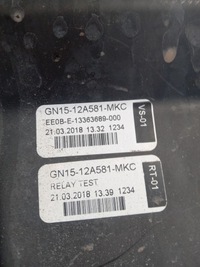 GN15-12A581-MKC
EE08-E-13363689-000
21.03.2018 13.32 1234
VS-01
GN15-12A581-MKC
RELAY TEST
21.03.2018 13.39 1234
RT-01